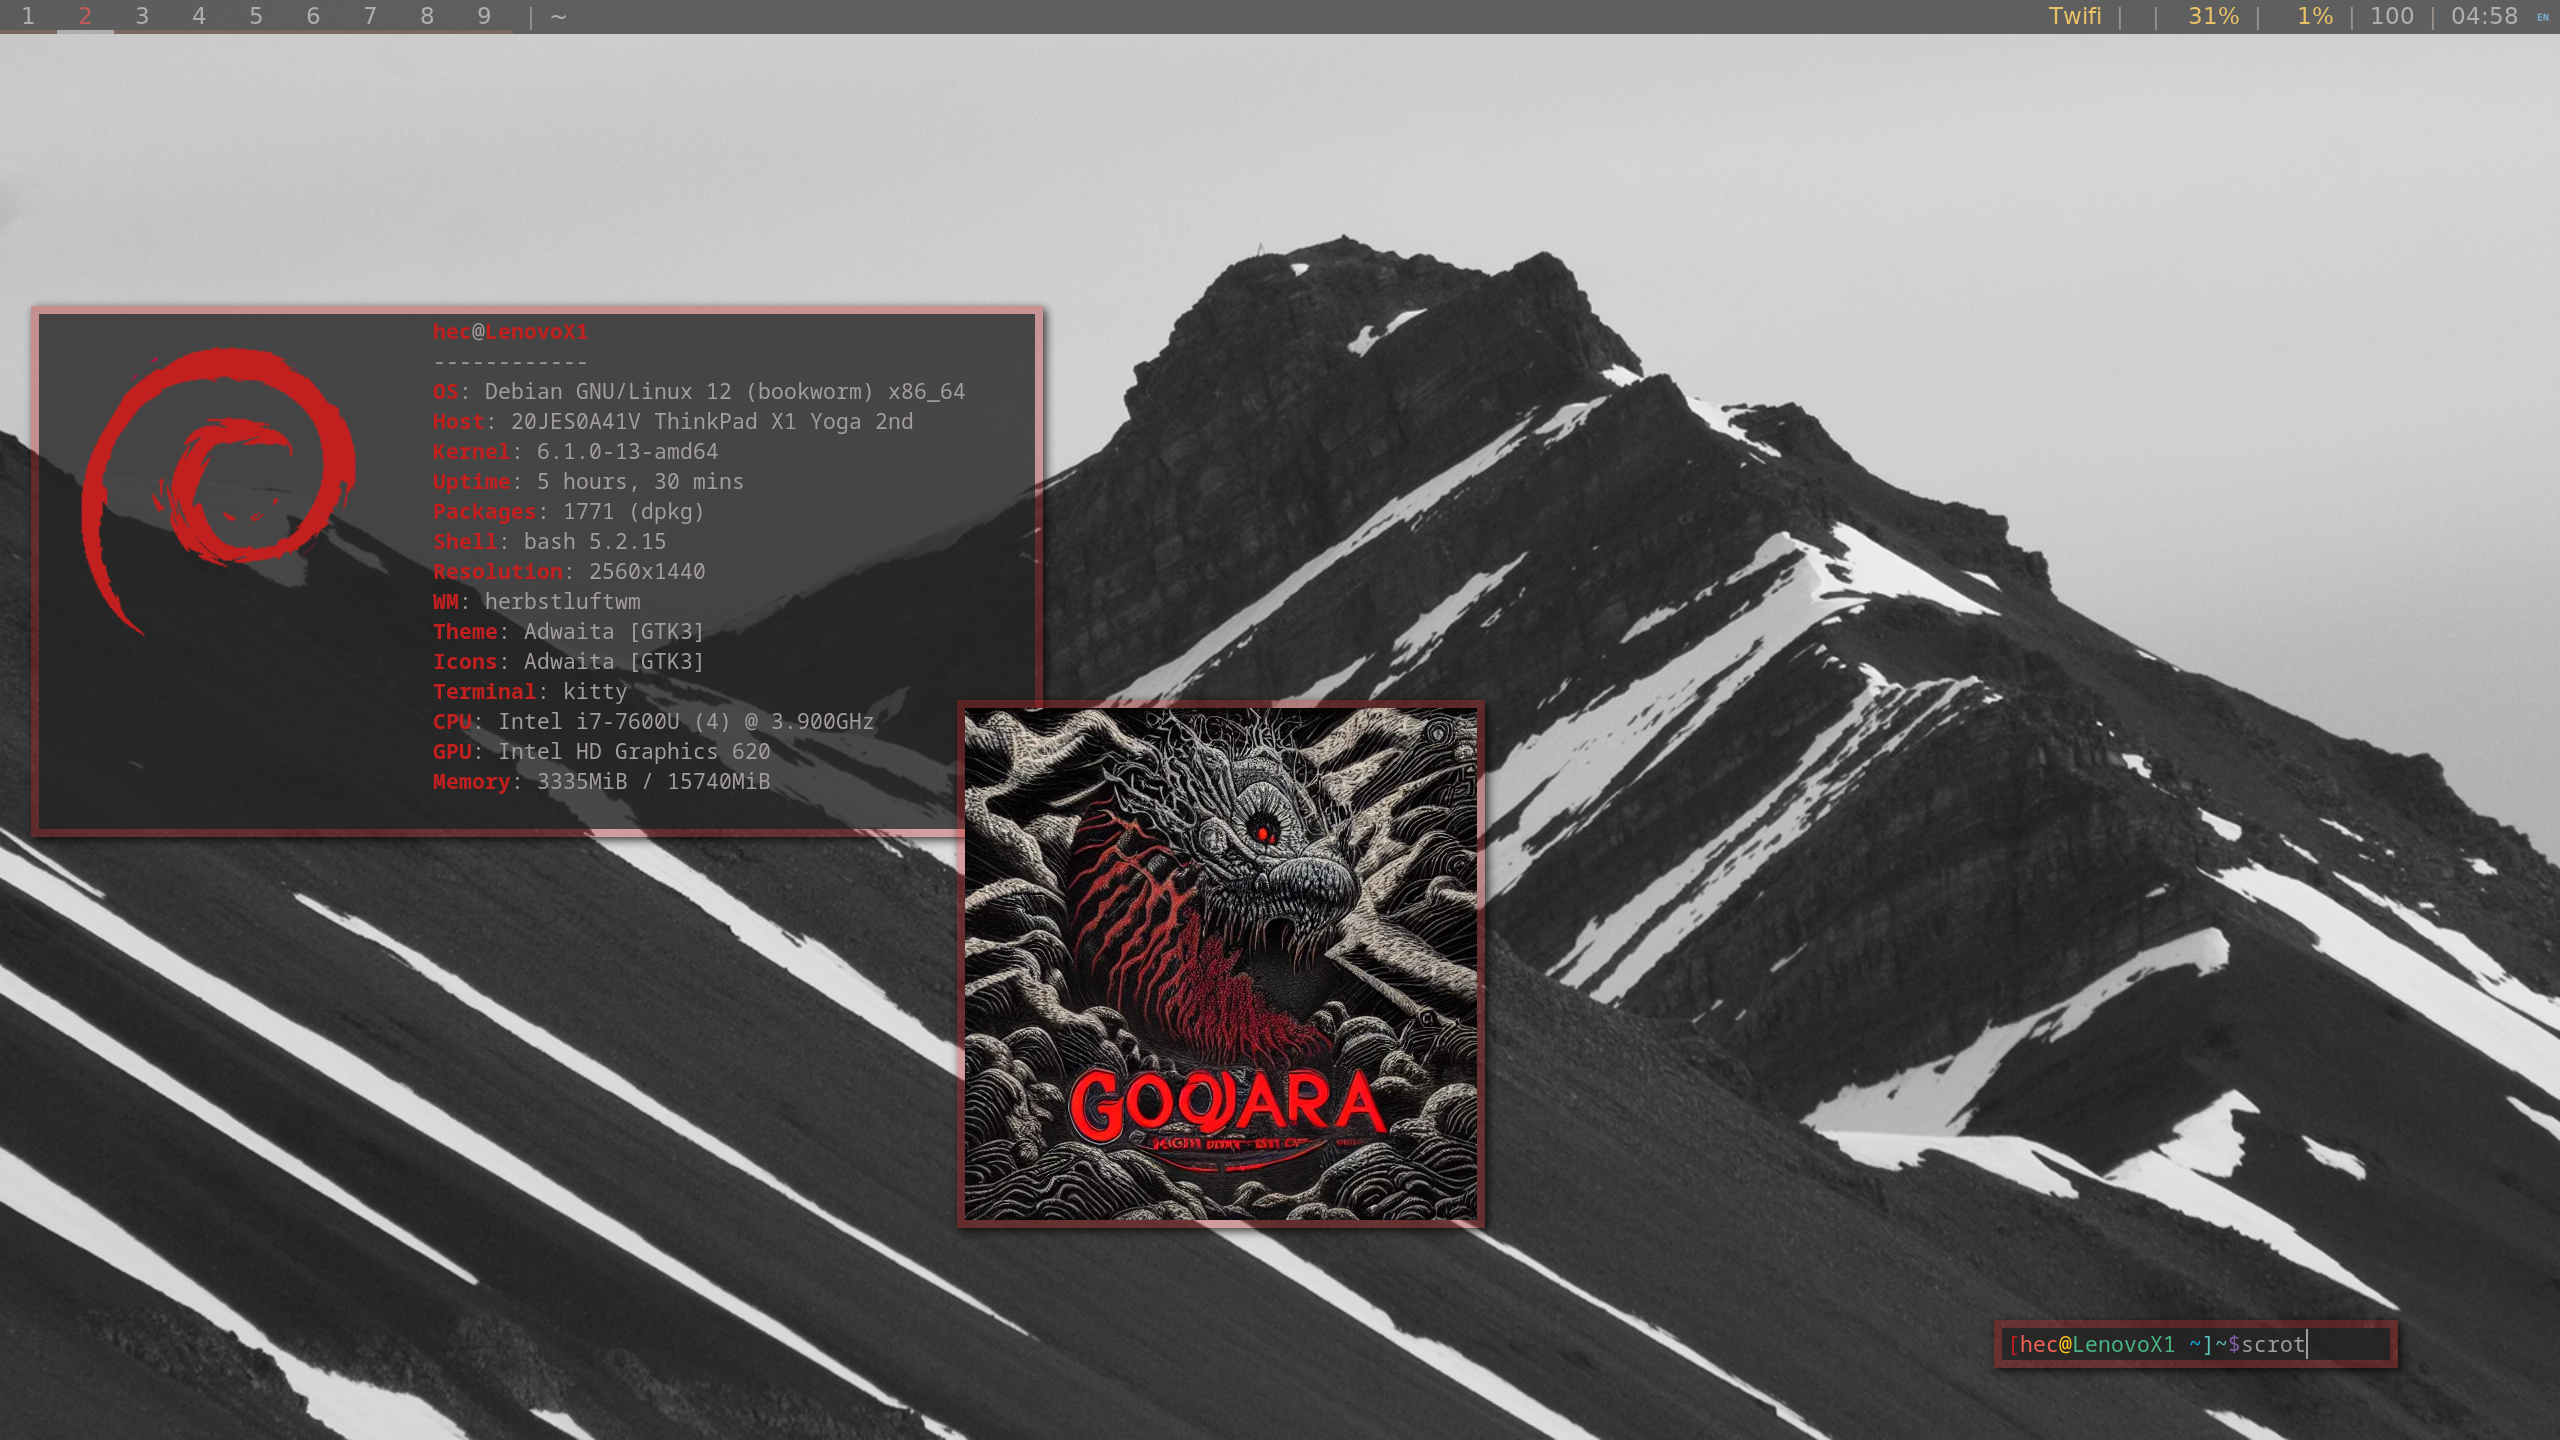 1 2 3 4 5 6 7 8 9 | ~
Twifi | | 31% | 1% | 100 | 04:58 EN
hec@LenovoX1
------------
OS: Debian GNU/Linux 12 (bookworm) x86_64
Host: 20JES0A41V ThinkPad X1 Yoga 2nd
Kernel: 6.1.0-13-amd64
Uptime: 5 hours, 30 mins
Packages: 1771 (dpkg)
Shell: bash 5.2.15
Resolution: 2560x1440
WM: herbstluftwm
Theme: Adwaita [GTK3]
Icons: Adwaita [GTK3]
Terminal: kitty
CPU: Intel i7-7600U (4) @ 3.900GHz
GPU: Intel HD Graphics 620
Memory: 3335MiB / 15740MiB
[hec@LenovoX1 ~]~$scrot